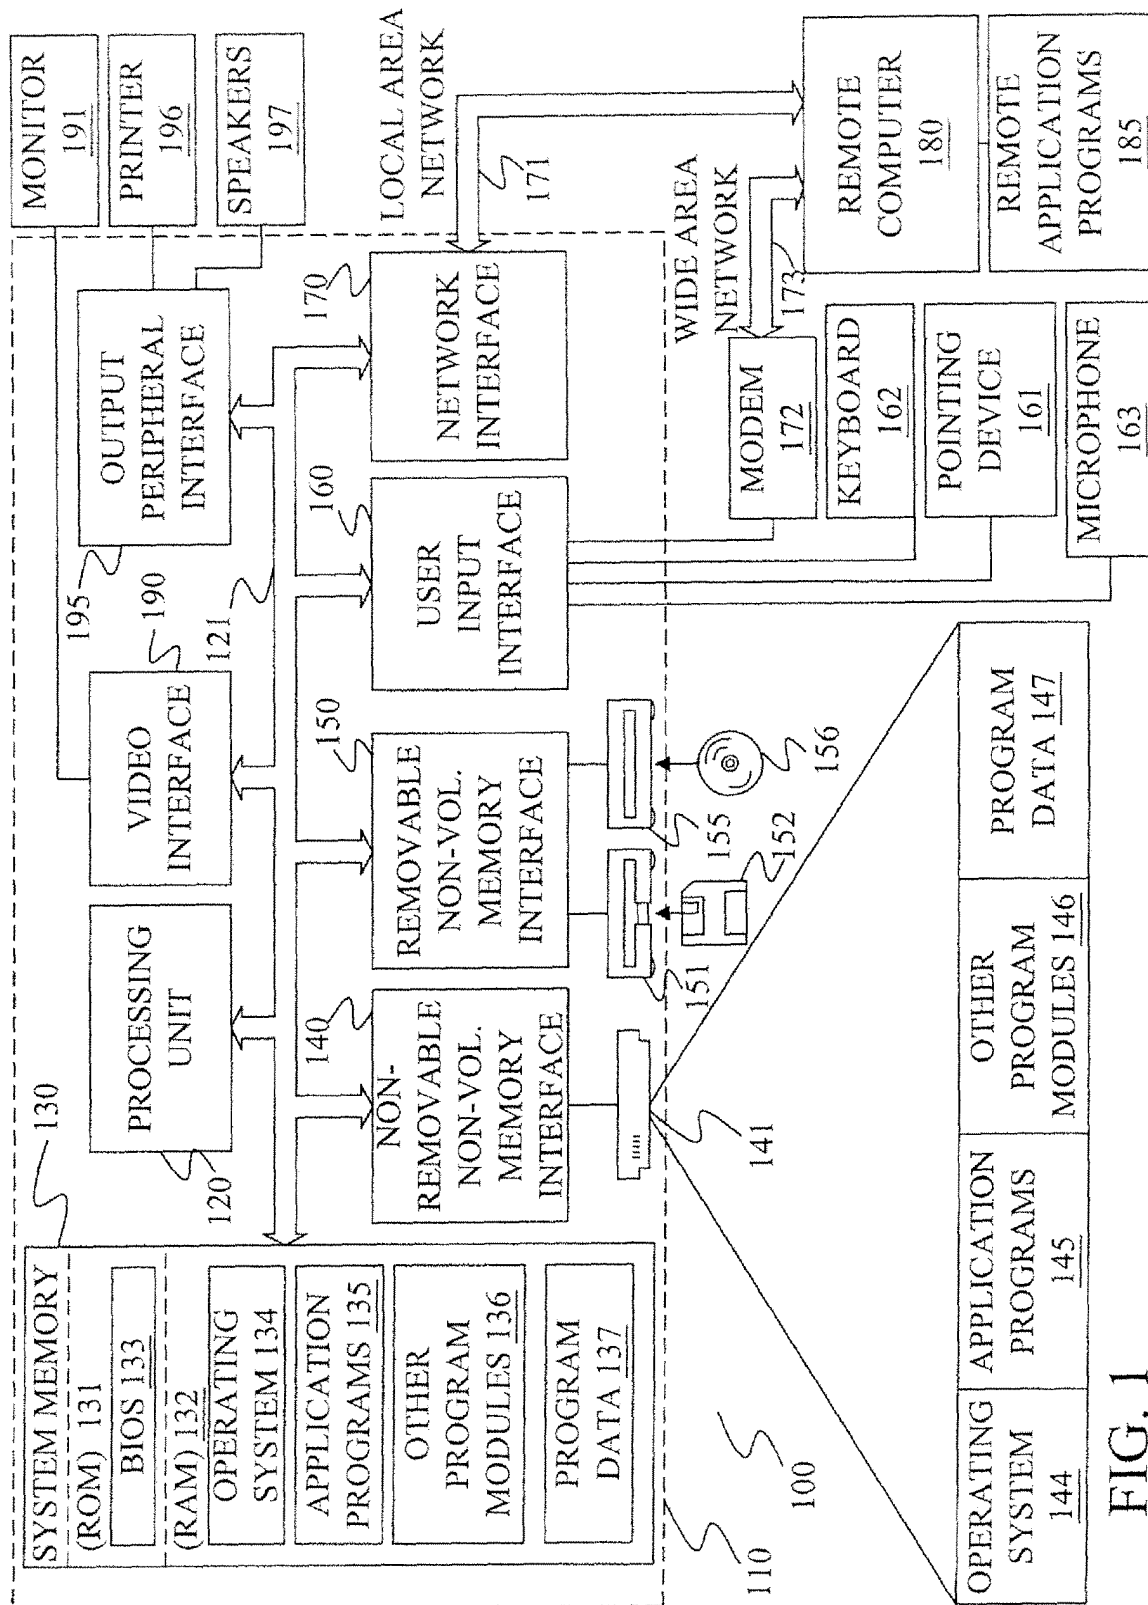 SYSTEM MEMORY
(ROM) 131
BIOS 133
(RAM) 132
OPERATING
SYSTEM 134
APPLICATION
PROGRAMS 135
OTHER
PROGRAM
MODULES 136
PROGRAM
DATA 137
130
PROCESSING
UNIT
120
VIDEO
INTERFACE
190
121
OUTPUT
PERIPHERAL
INTERFACE
195
MONITOR
191
PRINTER
196
SPEAKERS
197
NON-
REMOVABLE
NON-VOL.
MEMORY
INTERFACE
140
REMOVABLE
NON-VOL.
MEMORY
INTERFACE
150
USER
INPUT
INTERFACE
160
NETWORK
INTERFACE
170
LOCAL AREA
NETWORK
171
WIDE AREA
NETWORK
173
MODEM
172
KEYBOARD
162
POINTING
DEVICE
161
MICROPHONE
163
REMOTE
COMPUTER
180
REMOTE
APPLICATION
PROGRAMS
185
141
151
152
155
156
110
100
OPERATING
SYSTEM
144
APPLICATION
PROGRAMS
145
OTHER
PROGRAM
MODULES 146
PROGRAM
DATA 147
FIG. 1